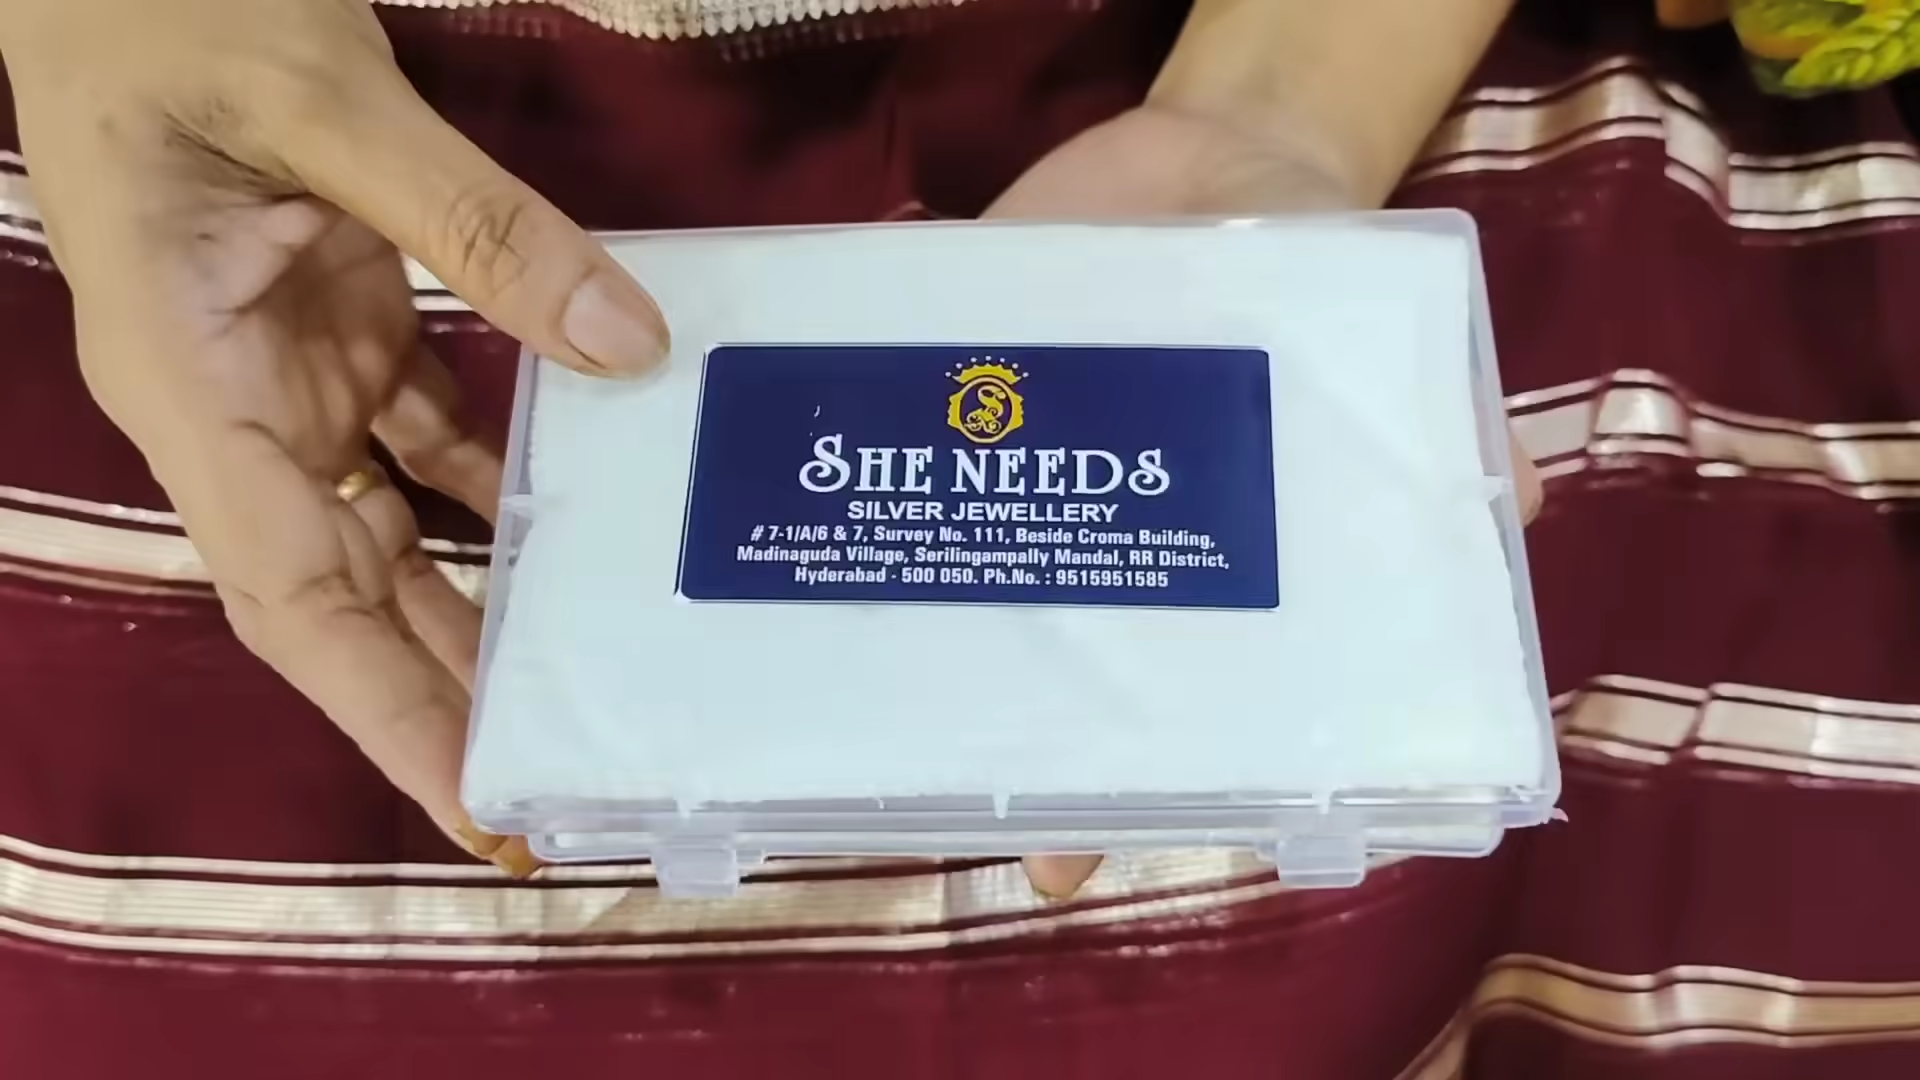 SHE NEEDS
SILVER JEWELLERY
# 7-1/A/6 & 7, Survey No. 111, Beside Croma Building,
Madinaguda Village, Serilingampally Mandal, RR District,
Hyderabad - 500 050. Ph.No. : 9515951585